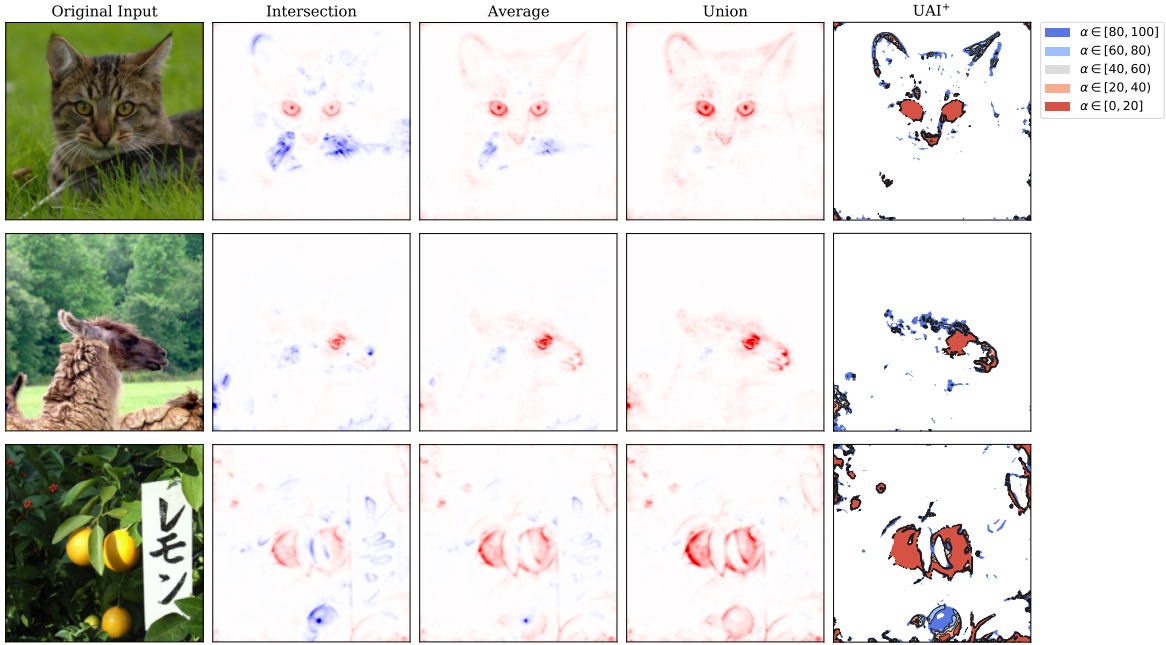 Original Input
Intersection
Average
Union
UAI⁺
α ∈ [80, 100]
α ∈ [60, 80)
α ∈ [40, 60)
α ∈ [20, 40)
α ∈ [0, 20]
レモン